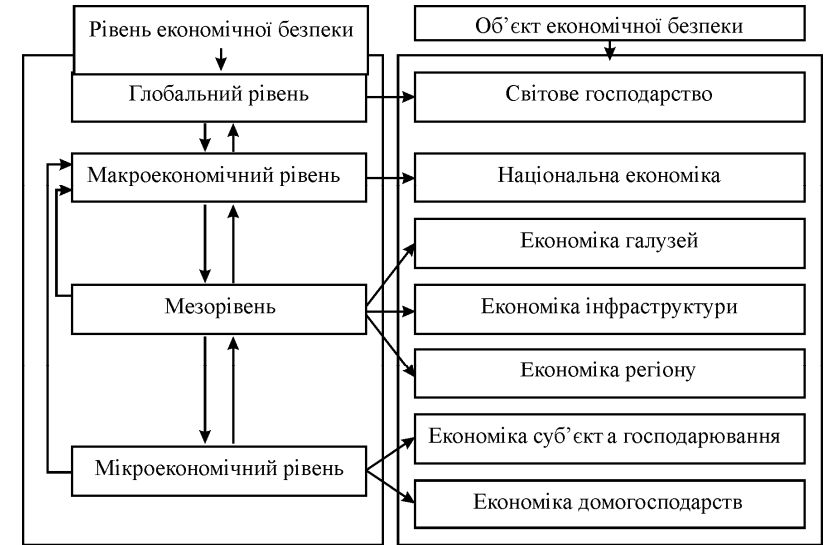 Рівень економічної безпеки
Об’єкт економічної безпеки
Глобальний рівень
Світове господарство
Макроекономічний рівень
Національна економіка
Економіка галузей
Мезорівень
Економіка інфраструктури
Економіка регіону
Економіка суб’єкт а господарювання
Мікроекономічний рівень
Економіка домогосподарств